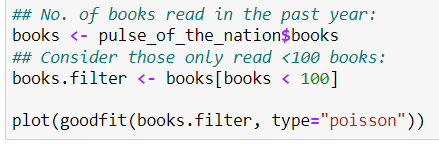 ## No. of books read in the past year:
books <- pulse_of_the_nation$books
## Consider those only read <100 books:
books.filter <- books[books < 100]
plot(goodfit(books.filter, type="poisson"))